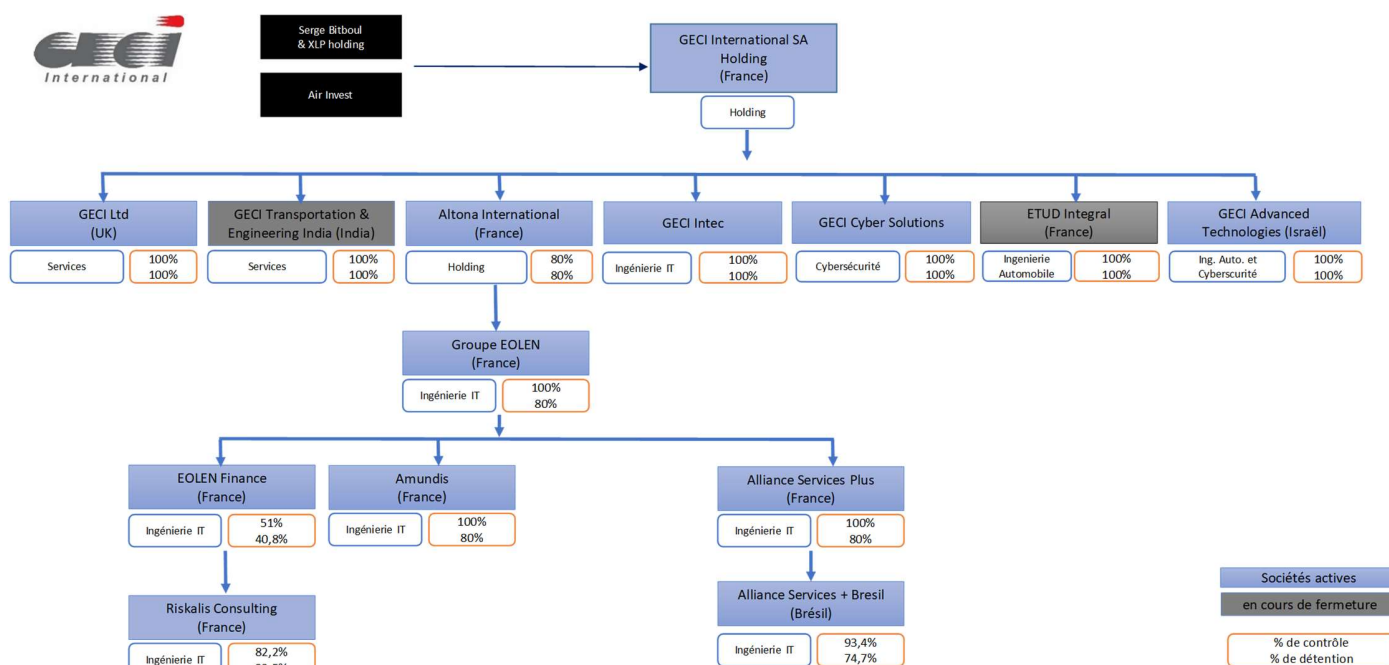 GECI
International
Serge Bitboul
& XLP holding
Air Invest
GECI International SA
Holding
(France)
Holding
GECI Ltd
(UK)
Services
100%
100%
GECI Transportation &
Engineering India (India)
Services
100%
100%
Altona International
(France)
Holding
80%
80%
GECI Intec
Ingénierie IT
100%
100%
GECI Cyber Solutions
Cybersécurité
100%
100%
ETUD Integral
(France)
Ingenierie
Automobile
100%
100%
GECI Advanced
Technologies (Israël)
Ing. Auto. et
Cyberscurité
100%
100%
Groupe EOLEN
(France)
Ingénierie IT
100%
80%
EOLEN Finance
(France)
Ingénierie IT
51%
40,8%
Amundis
(France)
Ingénierie IT
100%
80%
Alliance Services Plus
(France)
Ingénierie IT
100%
80%
Riskalis Consulting
(France)
Ingénierie IT
82,2%
Alliance Services + Bresil
(Brésil)
Ingénierie IT
93,4%
74,7%
Sociétés actives
en cours de fermeture
% de contrôle
% de détention